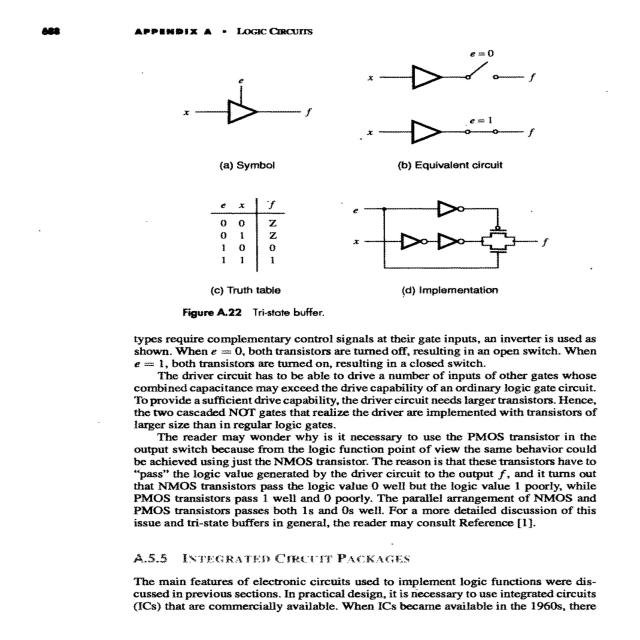 688 APPENDIX A • LOGIC CIRCUITS
e = 0
e
x f
x f
e = 1
x f
(a) Symbol
(b) Equivalent circuit
e x f
0 0 Z
0 1 Z
1 0 0
1 1 1
e
x f
(c) Truth table
(d) Implementation
Figure A.22 Tri-state buffer.
types require complementary control signals at their gate inputs, an inverter is used as
shown. When e = 0, both transistors are turned off, resulting in an open switch. When
e = 1, both transistors are turned on, resulting in a closed switch.
The driver circuit has to be able to drive a number of inputs of other gates whose
combined capacitance may exceed the drive capability of an ordinary logic gate circuit.
To provide a sufficient drive capability, the driver circuit needs larger transistors. Hence,
the two cascaded NOT gates that realize the driver are implemented with transistors of
larger size than in regular logic gates.
The reader may wonder why is it necessary to use the PMOS transistor in the
output switch because from the logic function point of view the same behavior could
be achieved using just the NMOS transistor. The reason is that these transistors have to
"pass" the logic value generated by the driver circuit to the output f, and it turns out
that NMOS transistors pass the logic value 0 well but the logic value 1 poorly, while
PMOS transistors pass 1 well and 0 poorly. The parallel arrangement of NMOS and
PMOS transistors passes both 1s and 0s well. For a more detailed discussion of this
issue and tri-state buffers in general, the reader may consult Reference [1].
A.5.5 INTEGRATED CIRCUIT PACKAGES
The main features of electronic circuits used to implement logic functions were dis-
cussed in previous sections. In practical design, it is necessary to use integrated circuits
(ICs) that are commercially available. When ICs became available in the 1960s, there